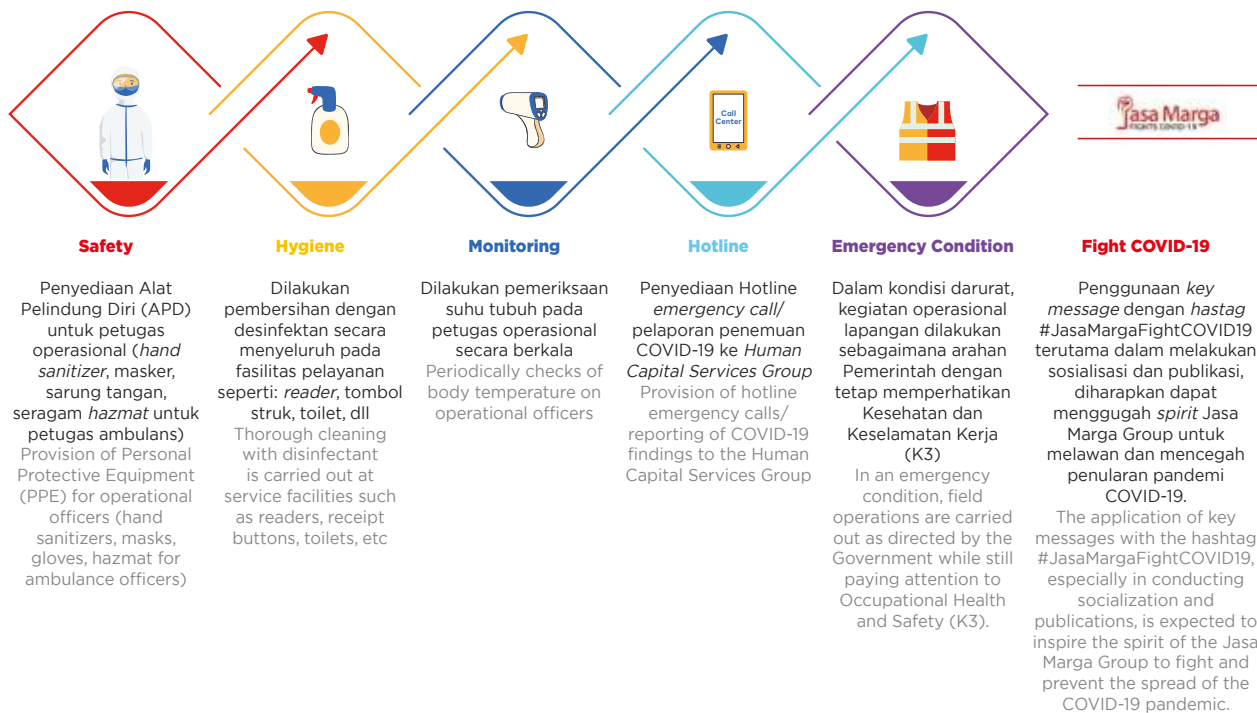 Call
Center
Jasa Marga
FIGHTS COVID-19
Safety
Penyediaan Alat
Pelindung Diri (APD)
untuk petugas
operasional (hand
sanitizer, masker,
sarung tangan,
seragam hazmat untuk
petugas ambulans)
Provision of Personal
Protective Equipment
(PPE) for operational
officers (hand
sanitizers, masks,
gloves, hazmat for
ambulance officers)
Hygiene
Dilakukan
pembersihan dengan
desinfektan secara
menyeluruh pada
fasilitas pelayanan
seperti: reader, tombol
struk, toilet, dll
Thorough cleaning
with disinfectant
is carried out at
service facilities such
as readers, receipt
buttons, toilets, etc
Monitoring
Dilakukan pemeriksaan
suhu tubuh pada
petugas operasional
secara berkala
Periodically checks of
body temperature on
operational officers
Hotline
Penyediaan Hotline
emergency call/
pelaporan penemuan
COVID-19 ke Human
Capital Services Group
Provision of hotline
emergency calls/
reporting of COVID-19
findings to the Human
Capital Services Group
Emergency Condition
Dalam kondisi darurat,
kegiatan operasional
lapangan dilakukan
sebagaimana arahan
Pemerintah dengan
tetap memperhatikan
Kesehatan dan
Keselamatan Kerja
(K3)
In an emergency
condition, field
operations are carried
out as directed by the
Government while still
paying attention to
Occupational Health
and Safety (K3).
Fight COVID-19
Penggunaan key
message dengan hastag
#JasaMargaFightCOVID19
terutama dalam melakukan
sosialisasi dan publikasi,
diharapkan dapat
menggugah spirit Jasa
Marga Group untuk
melawan dan mencegah
penularan pandemi
COVID-19.
The application of key
messages with the hashtag
#JasaMargaFightCOVID19,
especially in conducting
socialization and
publications, is expected to
inspire the spirit of the Jasa
Marga Group to fight and
prevent the spread of the
COVID-19 pandemic.